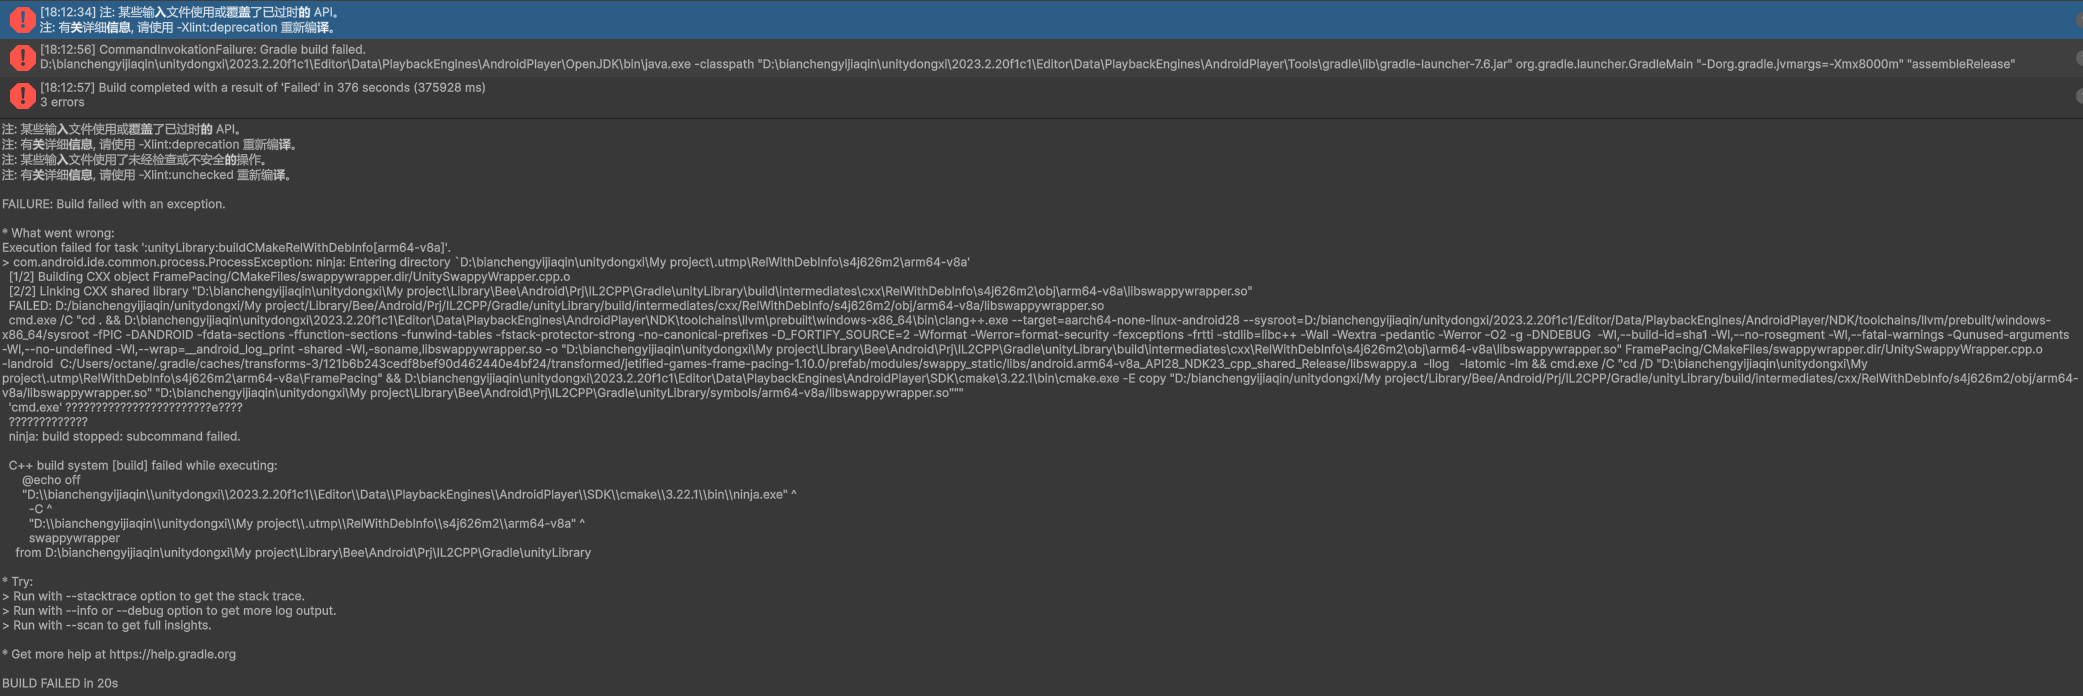 [18:12:34] 注: 某些输入文件使用或覆盖了已过时的 API。
注: 有关详细信息, 请使用 -Xlint:deprecation 重新编译。
[18:12:56] CommandInvokationFailure: Gradle build failed.
D:\bianchengyijiaqin\unitydongxi\2023.2.20f1c1\Editor\Data\PlaybackEngines\AndroidPlayer\OpenJDK\bin\java.exe -classpath "D:\bianchengyijiaqin\unitydongxi\2023.2.20f1c1\Editor\Data\PlaybackEngines\AndroidPlayer\Tools\gradle\lib\gradle-launcher-7.6.jar" org.gradle.launcher.GradleMain "-Dorg.gradle.jvmargs=-Xmx8000m" "assembleRelease"
[18:12:57] Build completed with a result of 'Failed' in 376 seconds (375928 ms)
3 errors
注: 某些输入文件使用或覆盖了已过时的 API。
注: 有关详细信息, 请使用 -Xlint:deprecation 重新编译。
注: 某些输入文件使用了未经检查或不安全的操作。
注: 有关详细信息, 请使用 -Xlint:unchecked 重新编译。
FAILURE: Build failed with an exception.
* What went wrong:
Execution failed for task ':unityLibrary:buildCMakeRelWithDebInfo[arm64-v8a]'.
> com.android.ide.common.process.ProcessException: ninja: Entering directory `D:\bianchengyijiaqin\unitydongxi\My project\.utmp\RelWithDebInfo\s4j626m2\arm64-v8a'
[1/2] Building CXX object FramePacing/CMakeFiles/swappywrapper.dir/UnitySwappyWrapper.cpp.o
[2/2] Linking CXX shared library "D:\bianchengyijiaqin\unitydongxi\My project\Library\Bee\Android\Prj\IL2CPP\Gradle\unityLibrary\build\intermediates\cxx\RelWithDebInfo\s4j626m2\obj\arm64-v8a\libswappywrapper.so"
FAILED: D:/bianchengyijiaqin/unitydongxi/My project/Library/Bee/Android/Prj/IL2CPP/Gradle/unityLibrary/build/intermediates/cxx/RelWithDebInfo/s4j626m2/obj/arm64-v8a/libswappywrapper.so
cmd.exe /C "cd . && D:\bianchengyijiaqin\unitydongxi\2023.2.20f1c1\Editor\Data\PlaybackEngines\AndroidPlayer\NDK\toolchains\llvm\prebuilt\windows-x86_64\bin\clang++.exe --target=aarch64-none-linux-android28 --sysroot=D:/bianchengyijiaqin/unitydongxi/2023.2.20f1c1/Editor/Data/PlaybackEngines/AndroidPlayer/NDK/toolchains/llvm/prebuilt/windows-
x86_64/sysroot -fPIC -DANDROID -fdata-sections -ffunction-sections -funwind-tables -fstack-protector-strong -no-canonical-prefixes -D_FORTIFY_SOURCE=2 -Wformat -Werror=format-security -fexceptions -frtti -stdlib=libc++ -Wall -Wextra -pedantic -Werror -O2 -g -DNDEBUG  -Wl,--build-id=sha1 -Wl,--no-rosegment -Wl,--fatal-warnings -Qunused-arguments
-Wl,--no-undefined -Wl,--wrap=__android_log_print -shared -Wl,-soname,libswappywrapper.so -o "D:\bianchengyijiaqin\unitydongxi\My project\Library\Bee\Android\Prj\IL2CPP\Gradle\unityLibrary\build\intermediates\cxx\RelWithDebInfo\s4j626m2\obj\arm64-v8a\libswappywrapper.so" FramePacing/CMakeFiles/swappywrapper.dir/UnitySwappyWrapper.cpp.o
-landroid  C:/Users/octane/.gradle/caches/transforms-3/121b6b243cedf8bef90d462440e4bf24/transformed/jetified-games-frame-pacing-1.10.0/prefab/modules/swappy_static/libs/android.arm64-v8a_API28_NDK23_cpp_shared_Release/libswappy.a  -llog   -latomic -lm && cmd.exe /C "cd /D "D:\bianchengyijiaqin\unitydongxi\My
project\.utmp\RelWithDebInfo\s4j626m2\arm64-v8a\FramePacing" && D:\bianchengyijiaqin\unitydongxi\2023.2.20f1c1\Editor\Data\PlaybackEngines\AndroidPlayer\SDK\cmake\3.22.1\bin\cmake.exe -E copy "D:/bianchengyijiaqin/unitydongxi/My project/Library/Bee/Android/Prj/IL2CPP/Gradle/unityLibrary/build/intermediates/cxx/RelWithDebInfo/s4j626m2/obj/arm64-
v8a/libswappywrapper.so" "D:\bianchengyijiaqin\unitydongxi\My project\Library\Bee\Android\Prj\IL2CPP\Gradle\unityLibrary/symbols/arm64-v8a/libswappywrapper.so"""
'cmd.exe' ????????????????????????e????
?????????????
ninja: build stopped: subcommand failed.
C++ build system [build] failed while executing:
@echo off
"D:\\bianchengyijiaqin\\unitydongxi\\2023.2.20f1c1\\Editor\\Data\\PlaybackEngines\\AndroidPlayer\\SDK\\cmake\\3.22.1\\bin\\ninja.exe" ^
-C ^
"D:\\bianchengyijiaqin\\unitydongxi\\My project\\.utmp\\RelWithDebInfo\\s4j626m2\\arm64-v8a" ^
swappywrapper
from D:\bianchengyijiaqin\unitydongxi\My project\Library\Bee\Android\Prj\IL2CPP\Gradle\unityLibrary
* Try:
> Run with --stacktrace option to get the stack trace.
> Run with --info or --debug option to get more log output.
> Run with --scan to get full insights.
* Get more help at https://help.gradle.org
BUILD FAILED in 20s